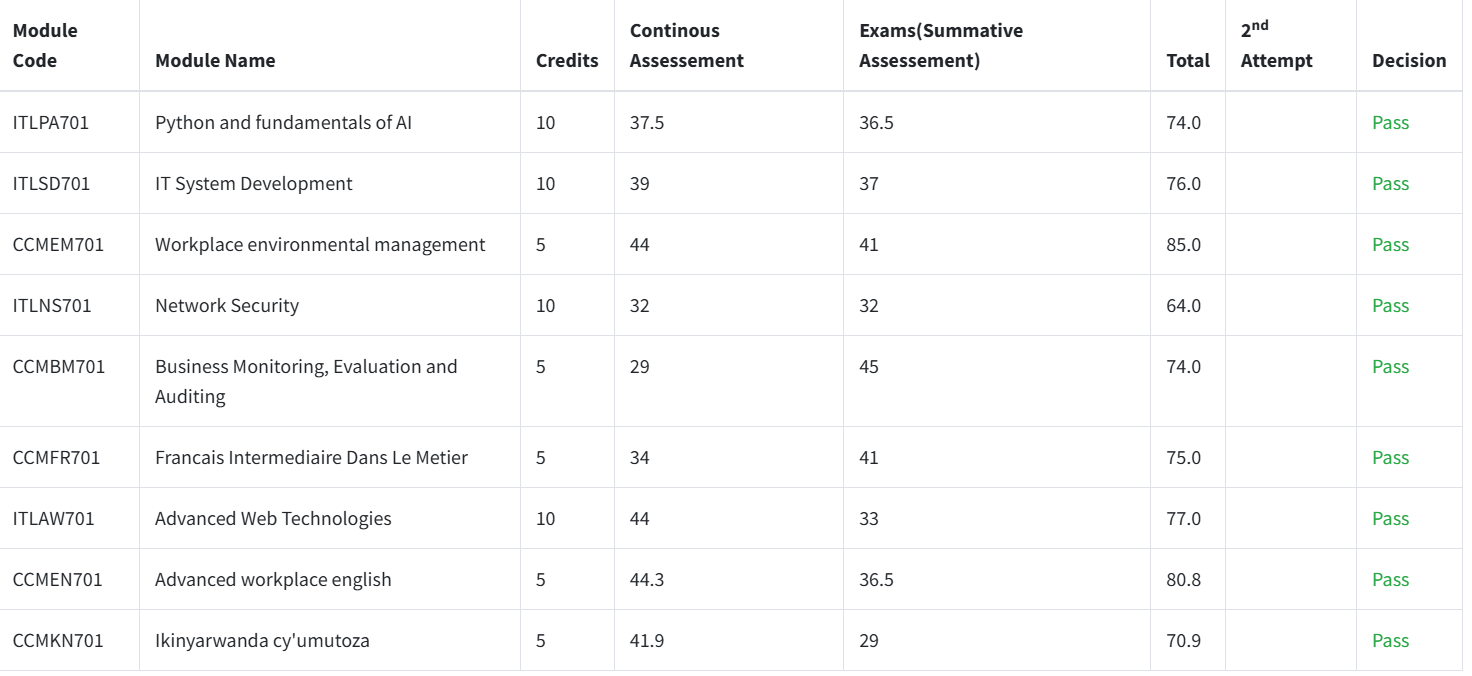 Module Code Module Name Credits Continous Assessement Exams(Summative Assessement) Total 2nd Attempt Decision
ITLPA701 Python and fundamentals of AI 10 37.5 36.5 74.0 Pass
ITLSD701 IT System Development 10 39 37 76.0 Pass
CCMEM701 Workplace environmental management 5 44 41 85.0 Pass
ITLNS701 Network Security 10 32 32 64.0 Pass
CCMBM701 Business Monitoring, Evaluation and Auditing 5 29 45 74.0 Pass
CCMFR701 Francais Intermediaire Dans Le Metier 5 34 41 75.0 Pass
ITLAW701 Advanced Web Technologies 10 44 33 77.0 Pass
CCMEN701 Advanced workplace english 5 44.3 36.5 80.8 Pass
CCMKN701 Ikinyarwanda cy'umutoza 5 41.9 29 70.9 Pass